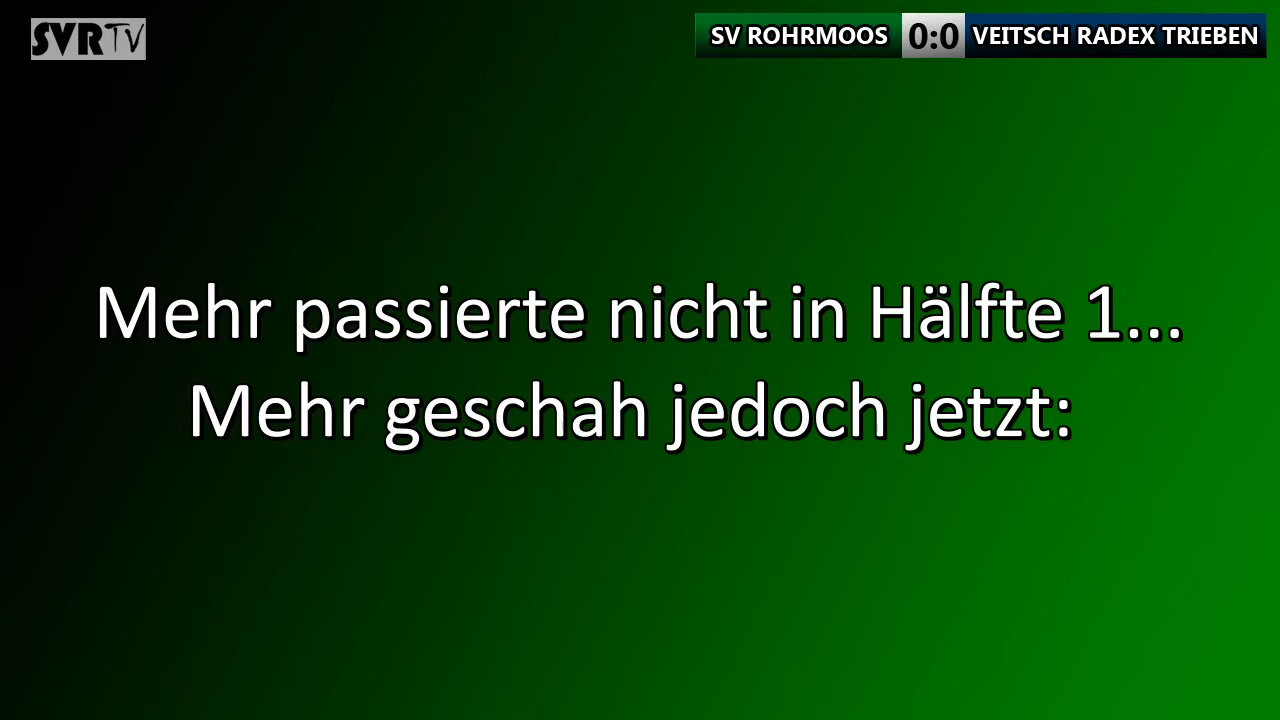 SVRTV
SV ROHRMOOS 0:0 VEITSCH RADEX TRIEBEN
Mehr passierte nicht in Hälfte 1...
Mehr geschah jedoch jetzt: